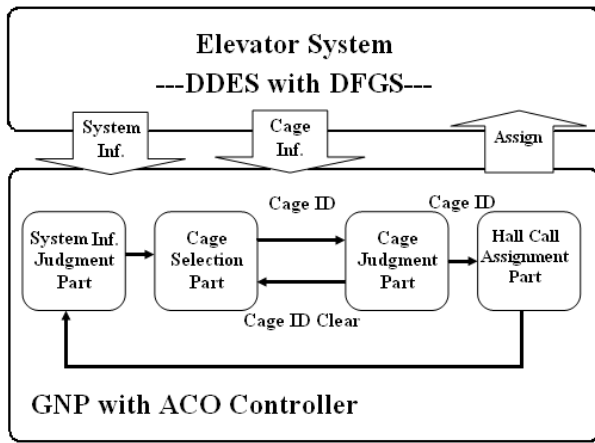 Elevator System
---DDES with DFGS---
System
Inf.
Cage
Inf.
Assign
Cage ID
Cage ID
System Inf.
Judgment
Part
Cage
Selection
Part
Cage
Judgment
Part
Hall Call
Assignment
Part
Cage ID Clear
GNP with ACO Controller